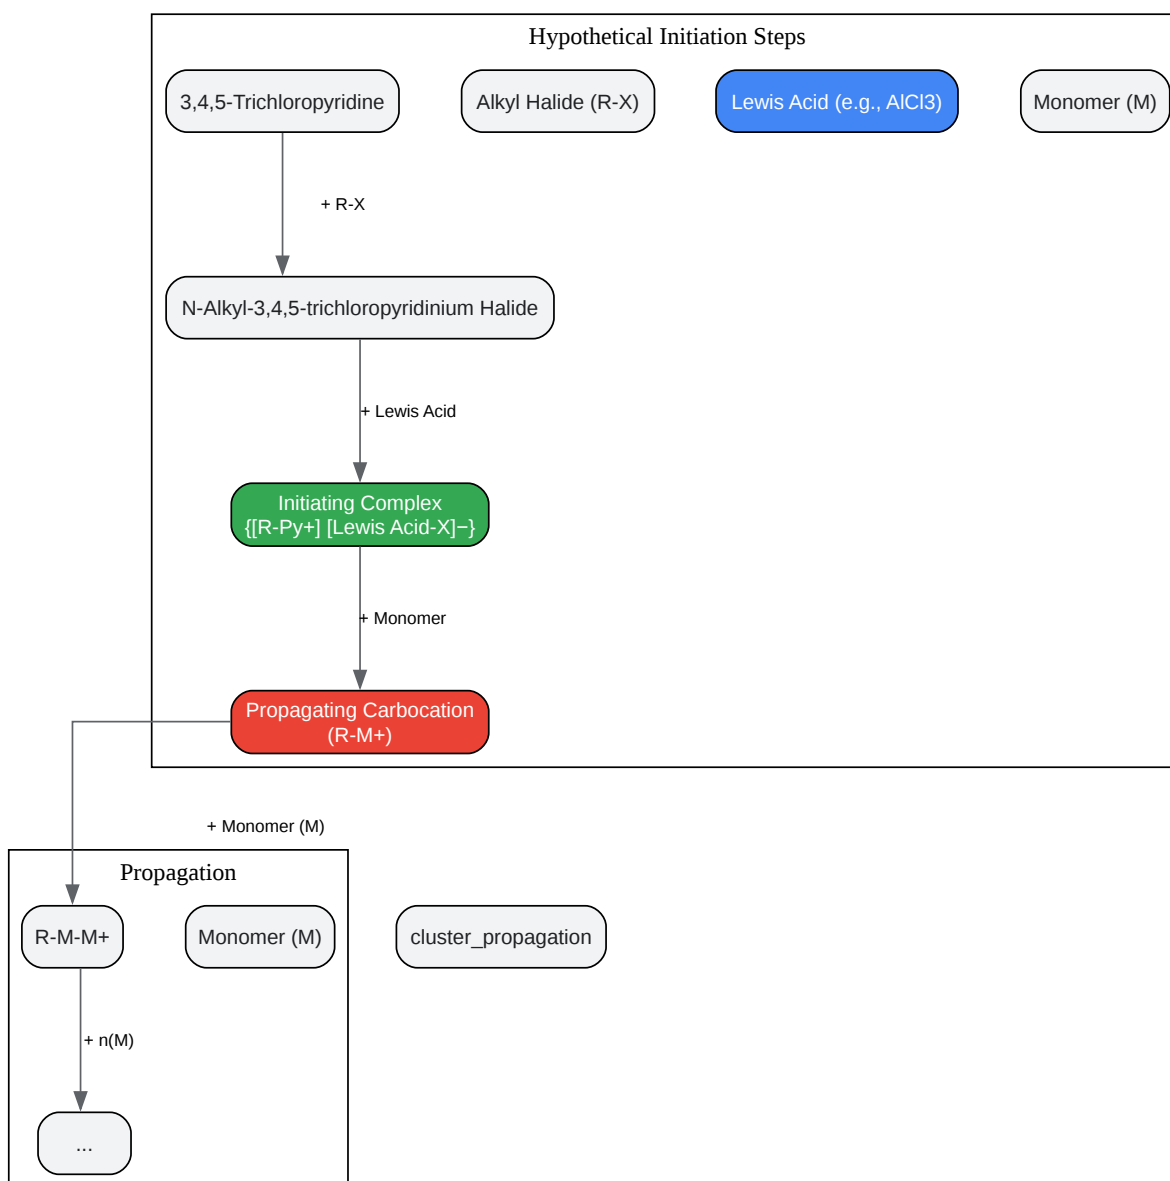 Hypothetical Initiation Steps
3,4,5-Trichloropyridine
Alkyl Halide (R-X)
Lewis Acid (e.g., AlCl3)
Monomer (M)
+ R-X
N-Alkyl-3,4,5-trichloropyridinium Halide
+ Lewis Acid
Initiating Complex
{[R-Py+] [Lewis Acid-X]−}
+ Monomer
Propagating Carbocation
(R-M+)
+ Monomer (M)
Propagation
R-M-M+
Monomer (M)
cluster_propagation
+ n(M)
...